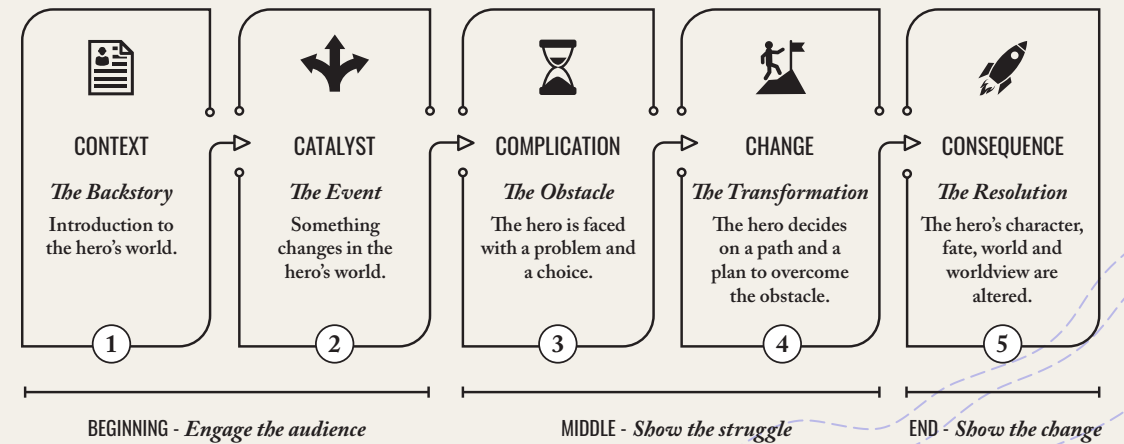 CONTEXT
The Backstory
Introduction to
the hero's world.
1
CATALYST
The Event
Something
changes in the
hero's world.
2
COMPLICATION
The Obstacle
The hero is faced
with a problem and
a choice.
3
CHANGE
The Transformation
The hero decides
on a path and a
plan to overcome
the obstacle.
4
CONSEQUENCE
The Resolution
The hero's character,
fate, world and
worldview are
altered.
5
BEGINNING - Engage the audience
MIDDLE - Show the struggle
END - Show the change